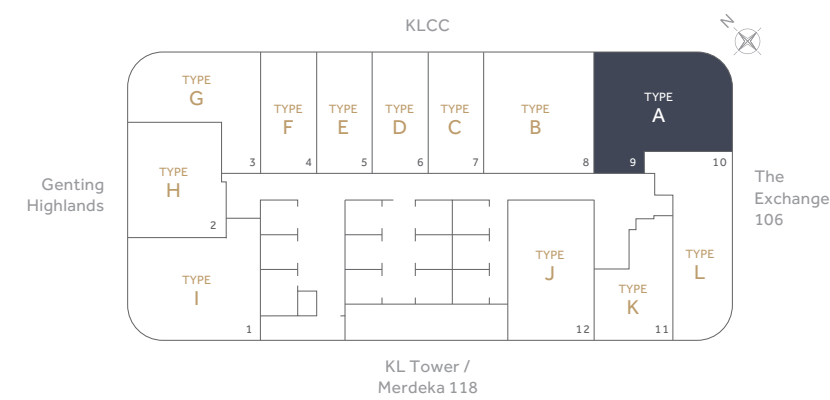 KLCC
N
TYPE
G
3
TYPE
F
4
TYPE
E
5
TYPE
D
6
TYPE
C
7
TYPE
B
8
TYPE
A
9
10
TYPE
H
2
Genting
Highlands
The
Exchange
106
TYPE
I
1
TYPE
J
12
TYPE
K
11
TYPE
L
KL Tower /
Merdeka 118